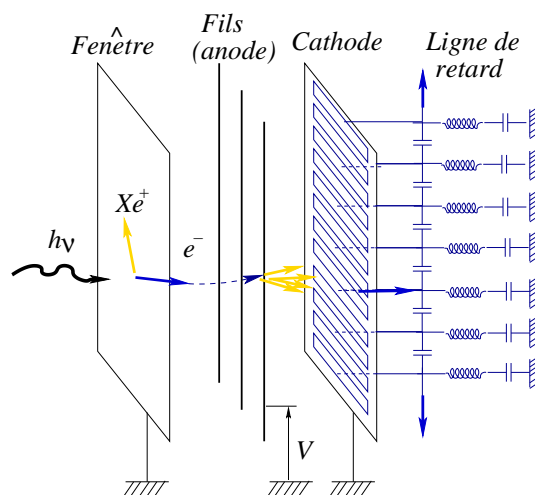 Fenêtre
Fils
(anode)
Cathode
Ligne de
retard
Xe+
hν
e-
V